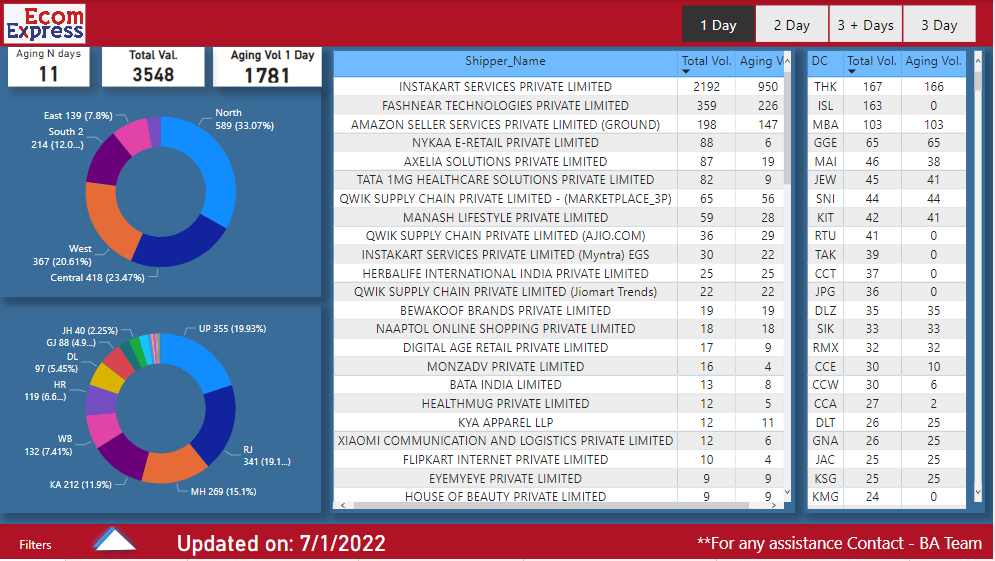 Ecom
Express
1 Day
2 Day
3 + Days
3 Day
Aging N days
11
Total Val.
3548
Aging Vol 1 Day
1781
East 139 (7.8%)
North
589 (33.07%)
South 2
214 (12.0...)
West
367 (20.61%)
Central 418 (23.47%)
JH 40 (2.25%)
UP 355 (19.93%)
GJ 88 (4.9...)
DL
97 (5.45%)
HR
119 (6.6...)
WB
132 (7.41%)
RJ
341 (19.1...)
KA 212 (11.9%)
MH 269 (15.1%)
Shipper_Name Total Vol. Aging V
INSTAKART SERVICES PRIVATE LIMITED 2192 950
FASHNEAR TECHNOLOGIES PRIVATE LIMITED 359 226
AMAZON SELLER SERVICES PRIVATE LIMITED (GROUND) 198 147
NYKAA E-RETAIL PRIVATE LIMITED 88 6
AXELIA SOLUTIONS PRIVATE LIMITED 87 19
TATA 1MG HEALTHCARE SOLUTIONS PRIVATE LIMITED 82 9
QWIK SUPPLY CHAIN PRIVATE LIMITED - (MARKETPLACE_3P) 65 56
MANASH LIFESTYLE PRIVATE LIMITED 59 28
QWIK SUPPLY CHAIN PRIVATE LIMITED (AJIO.COM) 36 29
INSTAKART SERVICES PRIVATE LIMITED (Myntra) EGS 30 22
HERBALIFE INTERNATIONAL INDIA PRIVATE LIMITED 25 25
QWIK SUPPLY CHAIN PRIVATE LIMITED (Jiomart Trends) 22 22
BEWAKOOF BRANDS PRIVATE LIMITED 19 19
NAAPTOL ONLINE SHOPPING PRIVATE LIMITED 18 18
DIGITAL AGE RETAIL PRIVATE LIMITED 17 9
MONZADV PRIVATE LIMITED 16 4
BATA INDIA LIMITED 13 8
HEALTHMUG PRIVATE LIMITED 12 5
KYA APPAREL LLP 12 11
XIAOMI COMMUNICATION AND LOGISTICS PRIVATE LIMITED 12 6
FLIPKART INTERNET PRIVATE LIMITED 10 4
EYEMYEYE PRIVATE LIMITED 9 9
HOUSE OF BEAUTY PRIVATE LIMITED 9 9
DC Total Vol. Aging Vol.
THK 167 166
ISL 163 0
MBA 103 103
GGE 65 65
MAI 46 38
JEW 45 41
SNI 44 44
KIT 42 41
RTU 41 0
TAK 39 0
CCT 37 0
JPG 36 0
DLZ 35 35
SIK 33 33
RMX 32 32
CCE 30 10
CCW 30 6
CCA 27 2
DLT 26 25
GNA 26 25
JAC 25 25
KSG 25 25
KMG 24 0
Filters
Updated on: 7/1/2022
**For any assistance Contact - BA Team